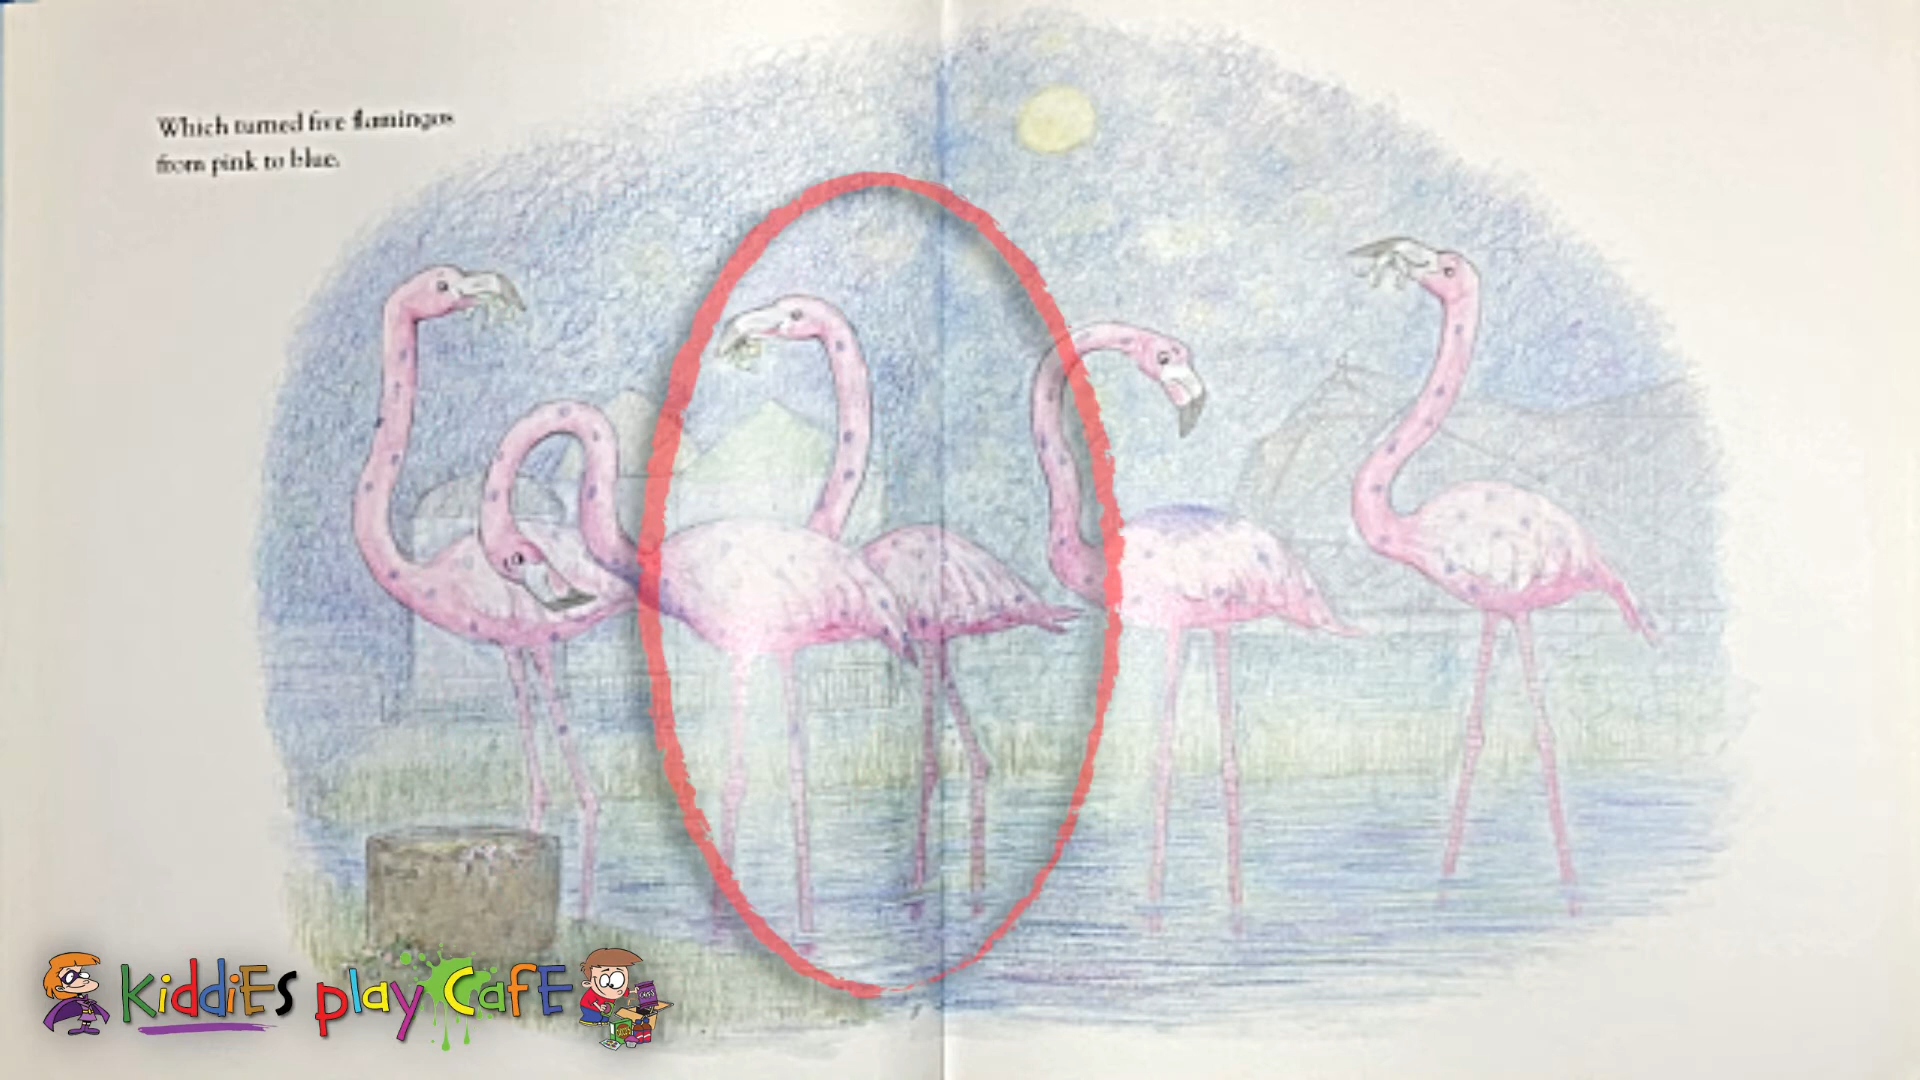 Which turned five flamingos
from pink to blue.
KiddiEs play CafE